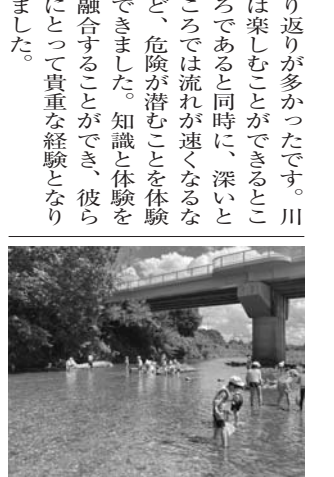 り返りが多かったです。川
は楽しむことができるとこ
ろであると同時に、深いと
ころでは流れが速くなるな
ど、危険が潜むことを体験
できました。知識と体験を
融合することができ、彼ら
にとって貴重な経験となり
ました。